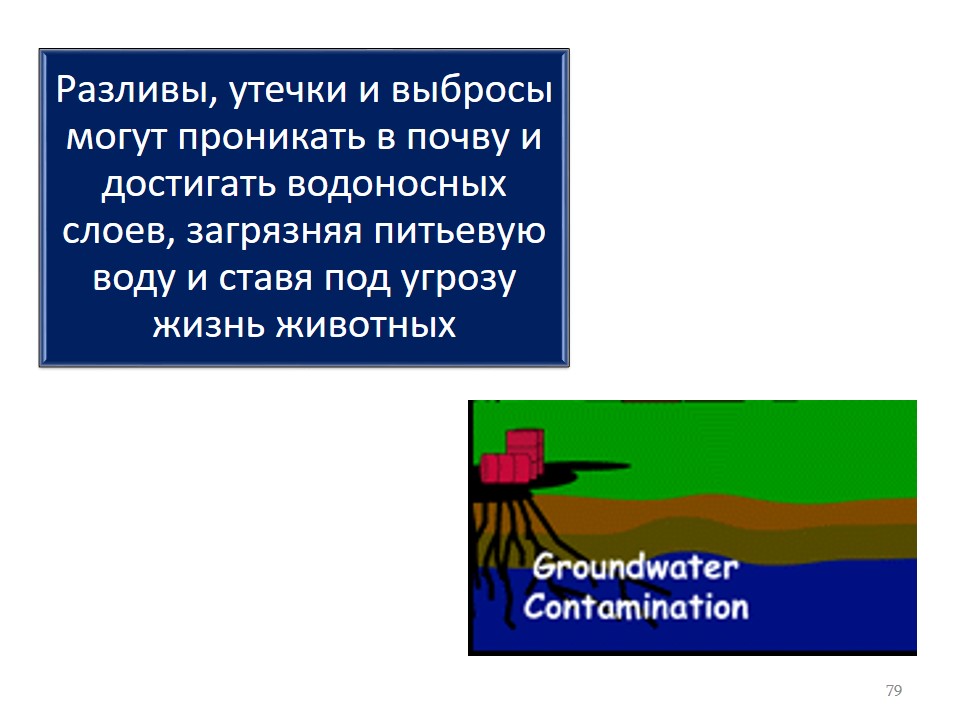 Разливы, утечки и выбросы
могут проникать в почву и
достигать водоносных
слоев, загрязняя питьевую
воду и ставя под угрозу
жизнь животных
Groundwater
Contamination
79